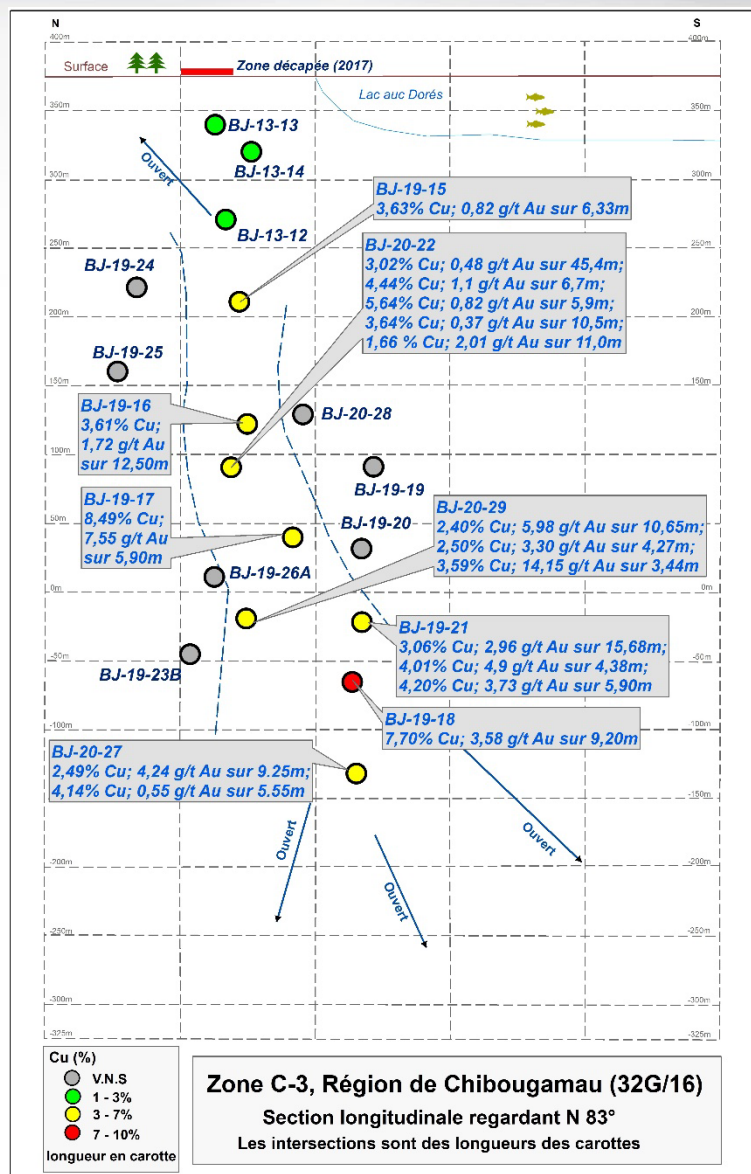 N
S
400m
400m
Surface
Zone décapée (2017)
Lac auc Dorés
350m
350m
BJ-13-13
BJ-13-14
Ouvert
300m
300m
BJ-19-15
3,63% Cu; 0,82 g/t Au sur 6,33m
BJ-13-12
250m
250m
BJ-20-22
3,02% Cu; 0,48 g/t Au sur 45,4m;
4,44% Cu; 1,1 g/t Au sur 6,7m;
5,64% Cu; 0,82 g/t Au sur 5,9m;
3,64% Cu; 0,37 g/t Au sur 10,5m;
1,66 % Cu; 2,01 g/t Au sur 11,0m;
BJ-19-24
200m
200m
BJ-19-25
150m
150m
BJ-19-16
3,61% Cu;
1,72 g/t Au
sur 12,50m
BJ-20-28
100m
100m
BJ-19-19
BJ-19-17
8,49% Cu;
7,55 g/t Au
sur 5,90m
BJ-20-29
2,40% Cu; 5,98 g/t Au sur 10,65m;
2,50% Cu; 3,30 g/t Au sur 4,27m;
3,59% Cu; 14,15 g/t Au sur 3,44m
50m
50m
BJ-19-20
BJ-19-26A
0m
0m
BJ-19-21
3,06% Cu; 2,96 g/t Au sur 15,68m;
4,01% Cu; 4,9 g/t Au sur 4,38m;
4,20% Cu; 3,73 g/t Au sur 5,90m
-50m
-50m
BJ-19-23B
BJ-19-18
7,70% Cu; 3,58 g/t Au sur 9,20m
-100m
-100m
BJ-20-27
2,49% Cu; 4,24 g/t Au sur 9.25m;
4,14% Cu; 0,55 g/t Au sur 5.55m
-150m
-150m
Ouvert
Ouvert
Ouvert
-200m
-200m
-250m
-250m
-300m
-300m
-325m
-325m
Cu (%)
V.N.S
1 - 3%
3 - 7%
7 - 10%
longueur en carotte
Zone C-3, Région de Chibougamau (32G/16)
Section longitudinale regardant N 83°
Les intersections sont des longueurs des carottes